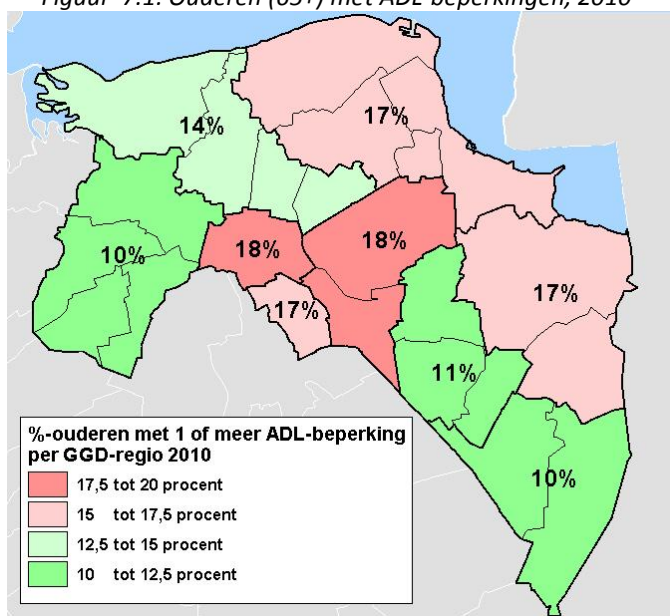 Figuur 7.1: Ouderen (65+) met ADL-beperkingen, 2010
17%
14%
10%
18%
18%
17%
17%
11%
10%
%-ouderen met 1 of meer ADL-beperking
per GGD-regio 2010
17,5 tot 20 procent
15 tot 17,5 procent
12,5 tot 15 procent
10 tot 12,5 procent